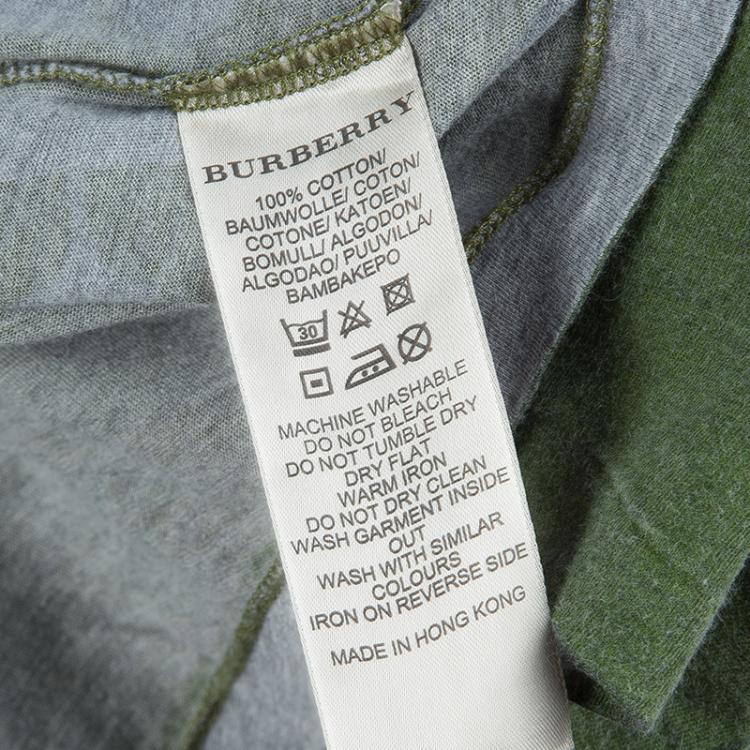 BURBERRY
100% COTTON/
BAUMWOLLE/ COTON/
COTONE/ KATOEN/
BOMULL/ ALGODON/
ALGODAO/ PUUVILLA/
BAMBAKEPO
30
MACHINE WASHABLE
DO NOT BLEACH
DO NOT TUMBLE DRY
DRY FLAT
WARM IRON
DO NOT DRY CLEAN
WASH GARMENT INSIDE
OUT
WASH WITH SIMILAR
COLOURS
IRON ON REVERSE SIDE
MADE IN HONG KONG